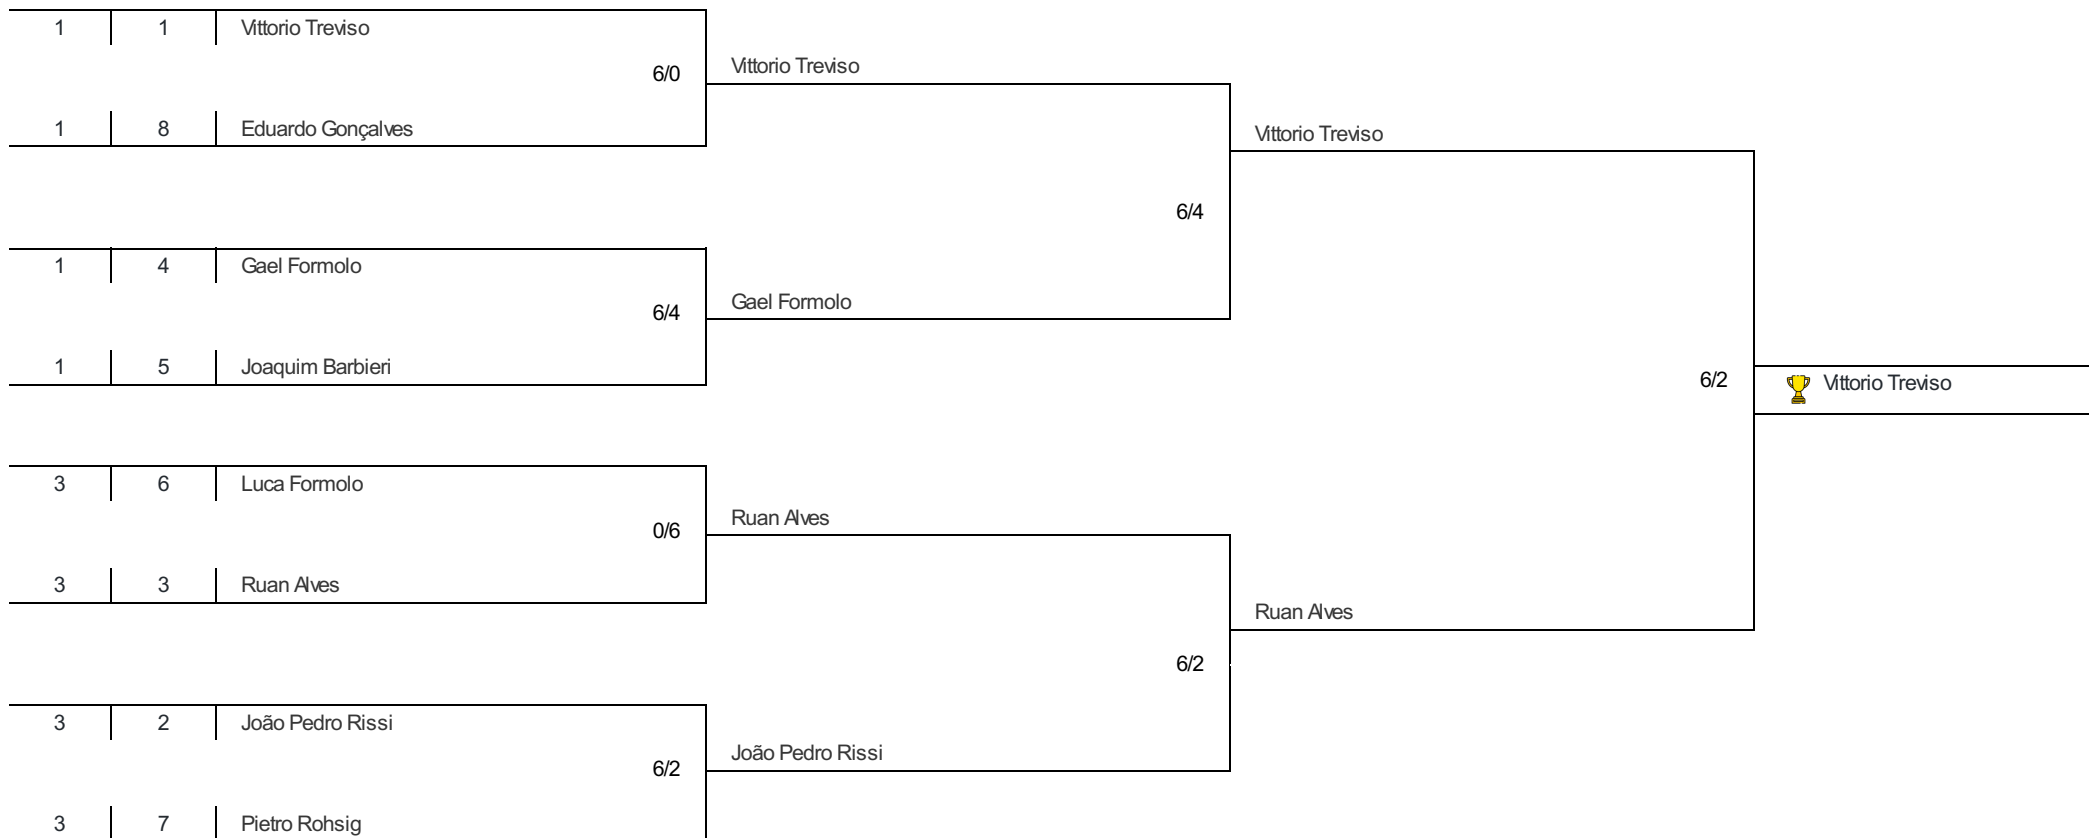 1 1 Vittorio Treviso
Vittorio Treviso
6/0
1 8 Eduardo Gonçalves
Vittorio Treviso
6/4
1 4 Gael Formolo
Gael Formolo
6/4
1 5 Joaquim Barbieri
6/2
Vittorio Treviso
3 6 Luca Formolo
Ruan Alves
0/6
3 3 Ruan Alves
Ruan Alves
6/2
3 2 João Pedro Rissi
João Pedro Rissi
6/2
3 7 Pietro Rohsig